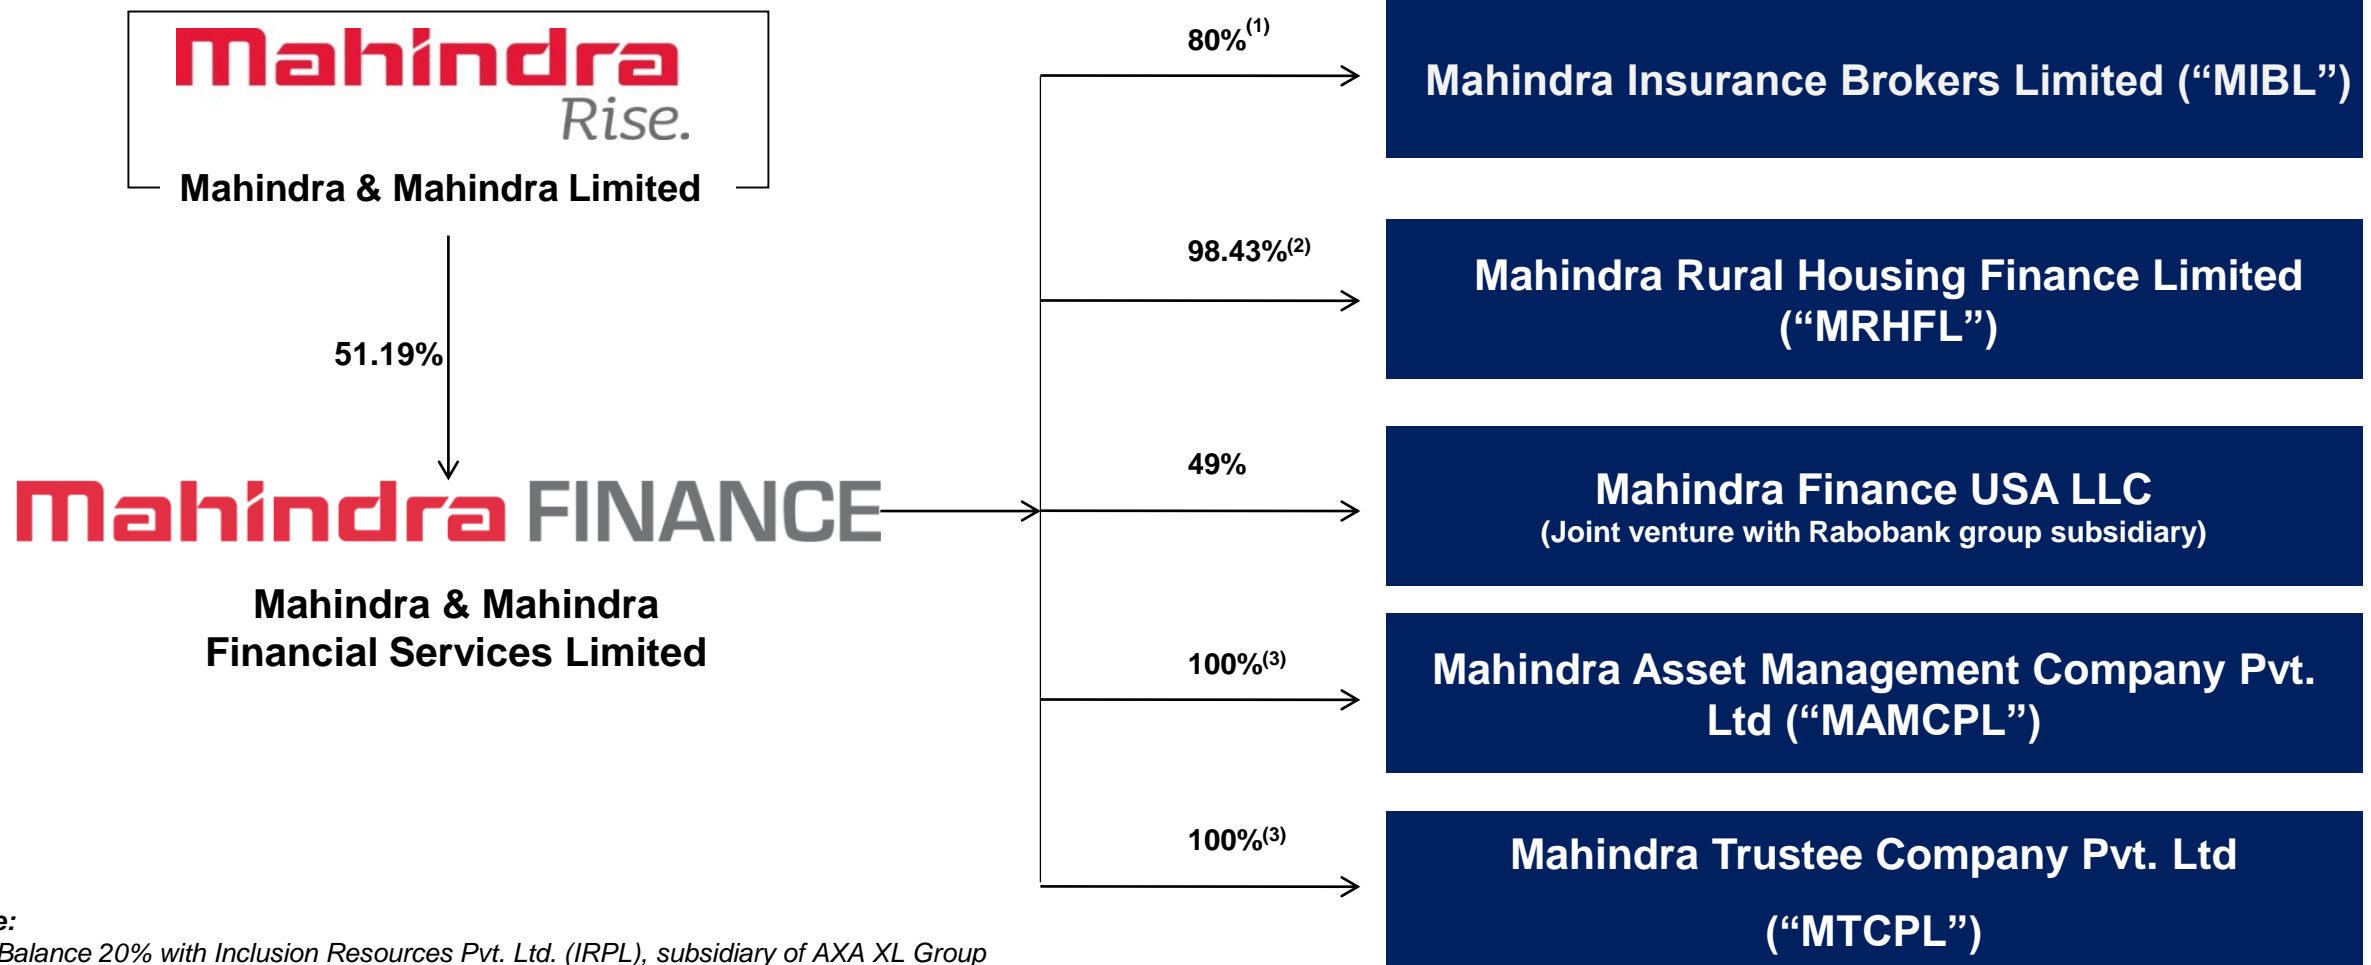 Mahindra
Rise.
Mahindra & Mahindra Limited
51.19%
Mahindra FINANCE
Mahindra & Mahindra
Financial Services Limited
80%(1)
Mahindra Insurance Brokers Limited (“MIBL”)
98.43%(2)
Mahindra Rural Housing Finance Limited
(“MRHFL”)
49%
Mahindra Finance USA LLC
(Joint venture with Rabobank group subsidiary)
100%(3)
Mahindra Asset Management Company Pvt.
Ltd (“MAMCPL”)
100%(3)
Mahindra Trustee Company Pvt. Ltd
(“MTCPL”)
Balance 20% with Inclusion Resources Pvt. Ltd. (IRPL), subsidiary of AXA XL Group